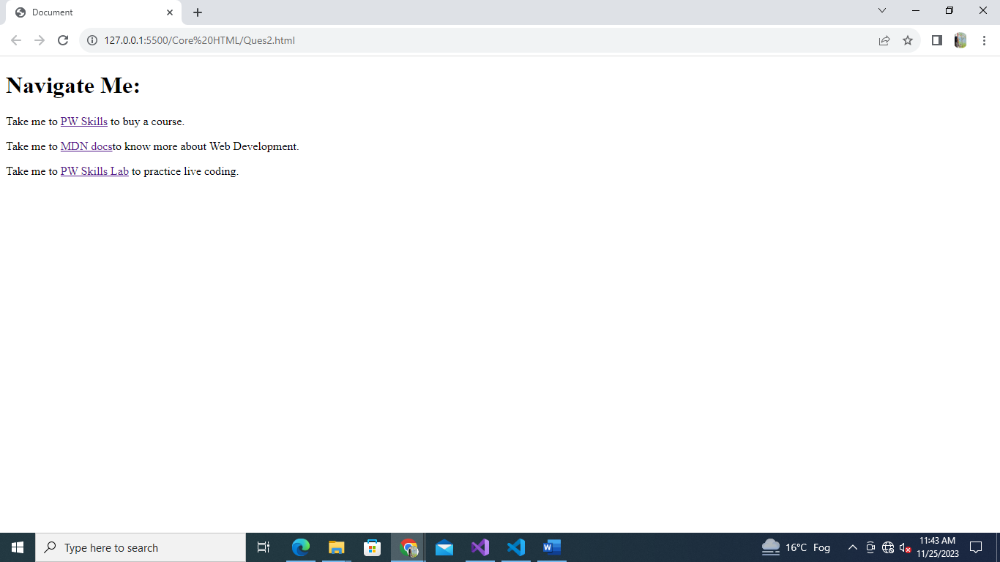 Document
127.0.0.1:5500/Core%20HTML/Ques2.html
Navigate Me:
Take me to PW Skills to buy a course.
Take me to MDN docsto know more about Web Development.
Take me to PW Skills Lab to practice live coding.
Type here to search
W
16°C Fog
11:43 AM
11/25/2023